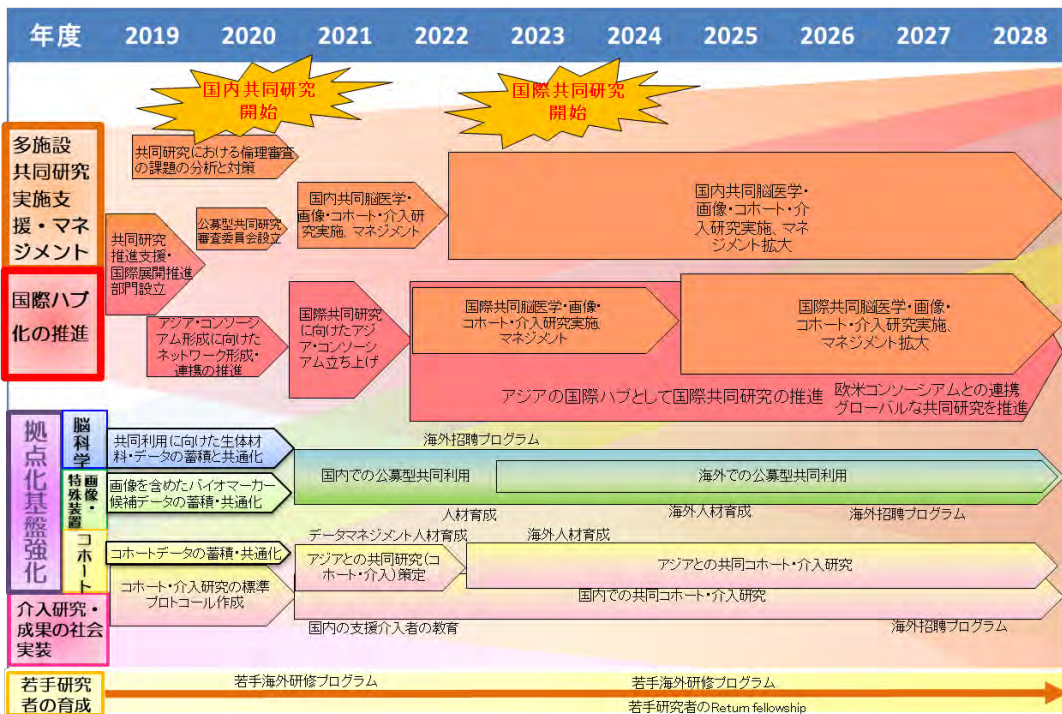 年度 2019 2020 2021 2022 2023 2024 2025 2026 2027 2028
国内共同研究
開始
国際共同研究
開始
多施設
共同研究
実施支
援・マネ
ジメント
共同研究における倫理審査
の課題の分析と対策
共同研究
推進支援・
国際展開推進
部門設立
公募型共同研究
審査委員会設立
国内共同脳医学・
画像・コホート・介入研
究実施、マネジメント
国内共同脳医学・
画像・コホート・介
入研究実施、マネ
ジメント拡大
国際ハブ
化の推進
アジア・コンソーシ
アム形成に向けた
ネットワーク形成・
連携の推進
国際共同研究
に向けたアジ
ア・コンソーシ
アム立ち上げ
国際共同脳医学・画像・
コホート・介入研究実施、
マネジメント
国際共同脳医学・画像・
コホート・介入研究実施、
マネジメント拡大
アジアの国際ハブとして国際共同研究の推進
欧米コンソーシアムとの連携
グローバルな共同研究を推進
拠点化基盤強化
脳科学
共同利用に向けた生体材
料・データの蓄積と共通化
海外招聘プログラム
画像・
特殊装置
画像を含めたバイオマーカー
候補データの蓄積・共通化
国内での公募型共同利用
海外での公募型共同利用
人材育成
海外人材育成
海外招聘プログラム
コホート
データマネジメント人材育成
海外人材育成
コホートデータの蓄積・共通化
アジアとの共同研究(コ
ホート・介入)策定
アジアとの共同コホート・介入研究
コホート・介入研究の標準
プロトコール作成
国内での共同コホート・介入研究
介入研究・
成果の社会
実装
国内の支援介入者の教育
海外招聘プログラム
若手研究
者の育成
若手海外研修プログラム
若手海外研修プログラム
若手研究者のReturn fellowship